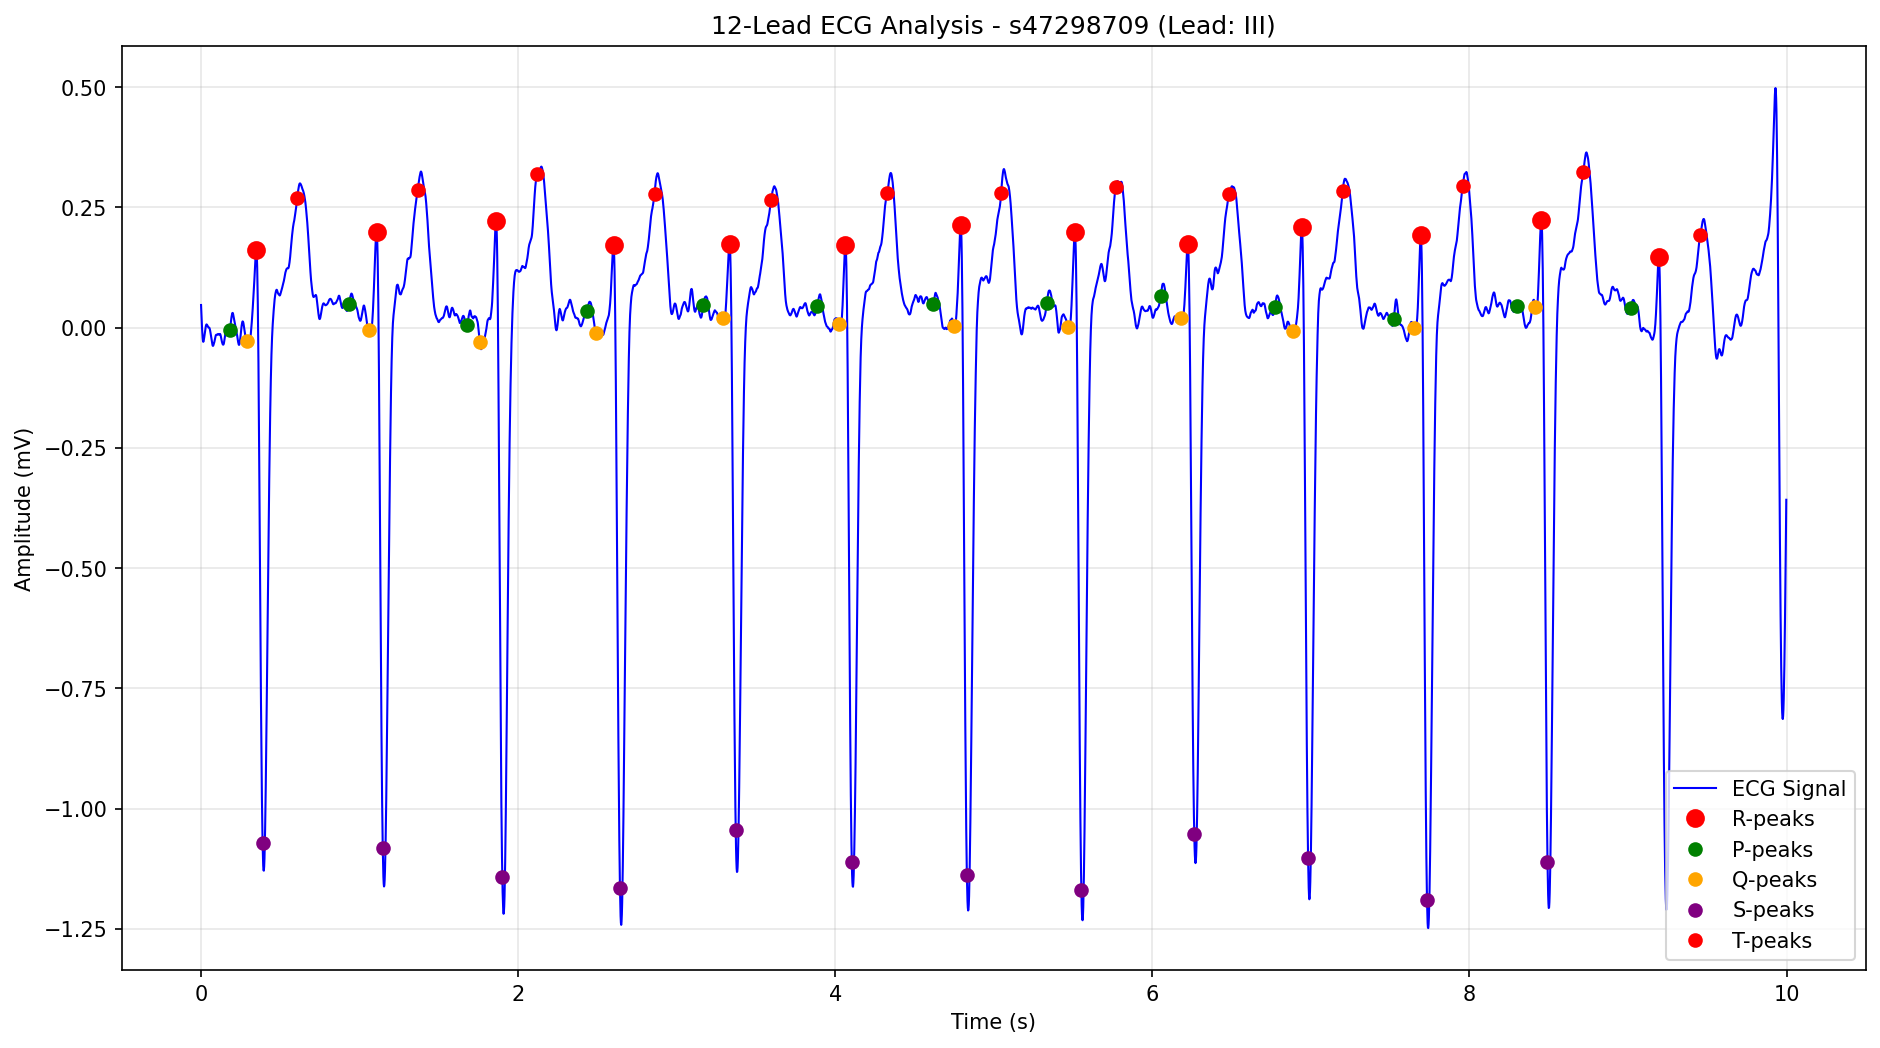 12-Lead ECG Analysis - s47298709 (Lead: III)
0.50
0.25
0.00
−0.25
−0.50
−0.75
−1.00
−1.25
Amplitude (mV)
0 2 4 6 8 10
Time (s)
ECG Signal
R-peaks
P-peaks
Q-peaks
S-peaks
T-peaks